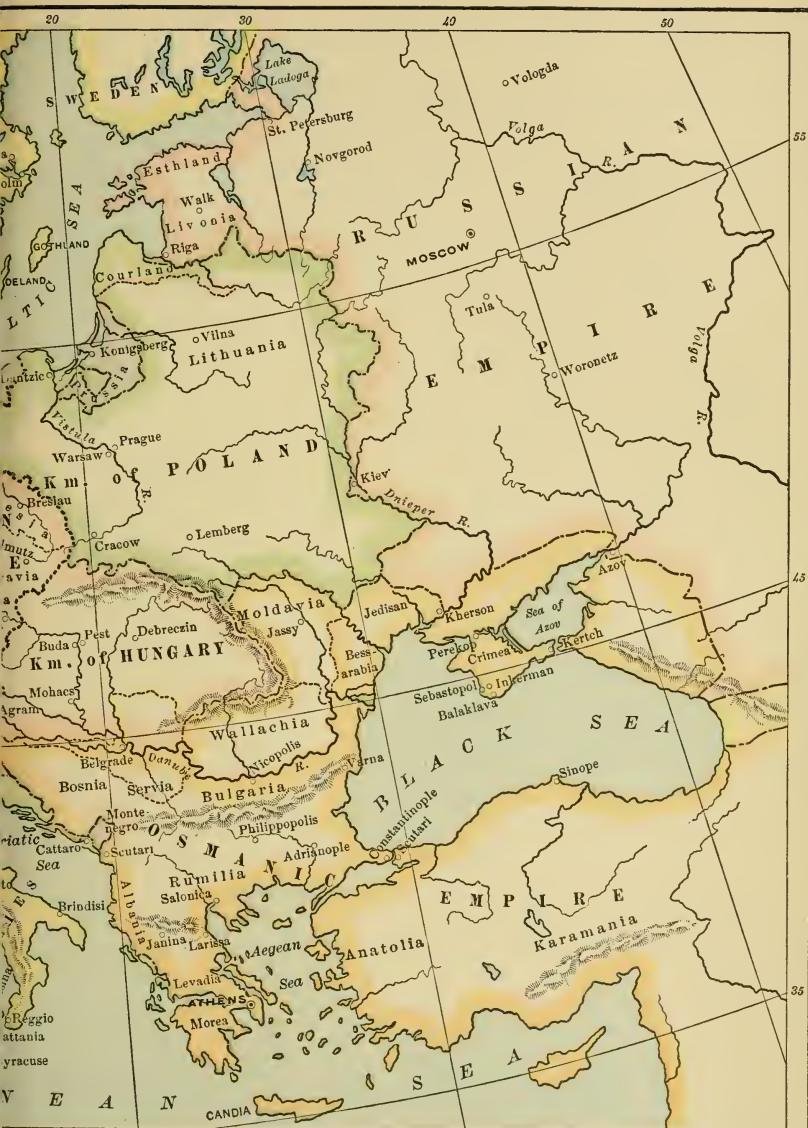 20
30
40
50
Lake
Ladoga
Vologda
SWEDEN
St. Petersburg
Volga
R.
55
Esthland
Novgorod
RUSSIAN
Walk
Livonia
SEA
GOTHLAND
Riga
MOSCOW
Courland
Tula
EMPIRE
Konigsberg
Vilna
Lithuania
Volga
R.
Woronetz
Prussia
Vistula
R.
Prague
Warsaw
Km. of POLAND
Breslau
Kiev
Dnieper R.
Cracow
Lemberg
Azov
45
Moldavia
Jedisan
Kherson
Sea of
Azov
Jassy
Debreczin
Buda
Pest
Km. of HUNGARY
Bess-
arabia
Perekop
Crimea
Kertch
Mohacs
Agram
Sebastopol
Inkerman
Balaklava
Wallachia
BLACK SEA
Belgrade
Danube
R.
Nicopolis
Varna
Bosnia
Servia
Bulgaria
Sinope
Monte-
negro
Philippopolis
Constantinople
Scutari
Cattaro
Sea
Scutari
OSMANIC
EMPIRE
Adrianople
Rumilia
Salonica
Albania
Brindisi
Janina
Larissa
Aegean
Sea
Anatolia
Karamania
Levadia
ATHENS
Morea
35
Reggio
SEA
CANDIA